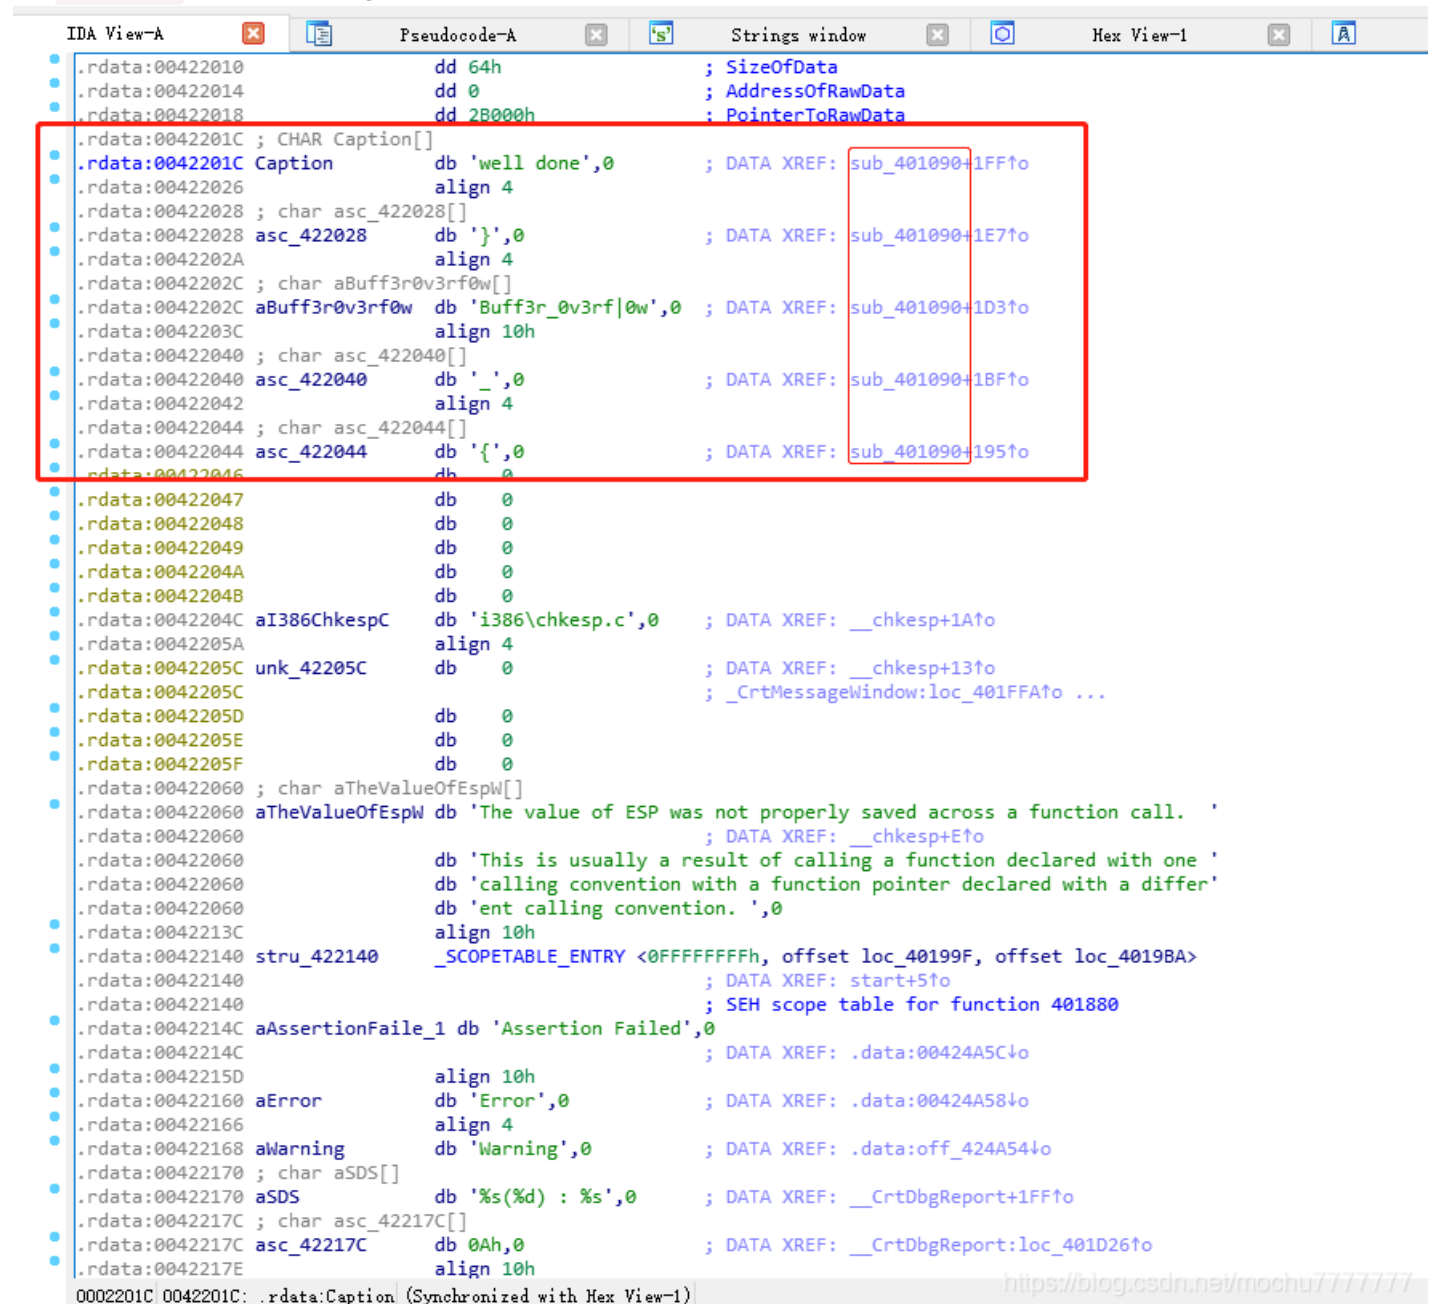 IDA View-A Pseudocode-A 's' Strings window Hex View-1 A
.rdata:00422010 dd 64h ; SizeOfData
.rdata:00422014 dd 0 ; AddressOfRawData
.rdata:00422018 dd 2B000h ; PointerToRawData
.rdata:0042201C ; CHAR Caption[]
.rdata:0042201C Caption db 'well done',0 ; DATA XREF: sub_401090+1FF↑o
.rdata:00422026 align 4
.rdata:00422028 ; char asc_422028[]
.rdata:00422028 asc_422028 db '}',0 ; DATA XREF: sub_401090+1E7↑o
.rdata:0042202A align 4
.rdata:0042202C ; char aBuff3r0v3rf0w[]
.rdata:0042202C aBuff3r0v3rf0w db 'Buff3r_0v3rf|0w',0 ; DATA XREF: sub_401090+1D3↑o
.rdata:0042203C align 10h
.rdata:00422040 ; char asc_422040[]
.rdata:00422040 asc_422040 db '_',0 ; DATA XREF: sub_401090+1BF↑o
.rdata:00422042 align 4
.rdata:00422044 ; char asc_422044[]
.rdata:00422044 asc_422044 db '{',0 ; DATA XREF: sub_401090+195↑o
.rdata:00422046 db 0
.rdata:00422047 db 0
.rdata:00422048 db 0
.rdata:00422049 db 0
.rdata:0042204A db 0
.rdata:0042204B db 0
.rdata:0042204C aI386ChkespC db 'i386\chkesp.c',0 ; DATA XREF: __chkesp+1A↑o
.rdata:0042205A align 4
.rdata:0042205C unk_42205C db 0 ; DATA XREF: __chkesp+13↑o
.rdata:0042205C ; _CrtMessageWindow:loc_401FFA↑o ...
.rdata:0042205D db 0
.rdata:0042205E db 0
.rdata:0042205F db 0
.rdata:00422060 ; char aTheValueOfEspW[]
.rdata:00422060 aTheValueOfEspW db 'The value of ESP was not properly saved across a function call.  '
.rdata:00422060 ; DATA XREF: __chkesp+E↑o
.rdata:00422060 db 'This is usually a result of calling a function declared with one '
.rdata:00422060 db 'calling convention with a function pointer declared with a differ'
.rdata:00422060 db 'ent calling convention. ',0
.rdata:0042213C align 10h
.rdata:00422140 stru_422140 _SCOPETABLE_ENTRY <0FFFFFFFFh, offset loc_40199F, offset loc_4019BA>
.rdata:00422140 ; DATA XREF: start+5↑o
.rdata:00422140 ; SEH scope table for function 401880
.rdata:0042214C aAssertionFaile_1 db 'Assertion Failed',0
.rdata:0042214C ; DATA XREF: .data:00424A5C↓o
.rdata:0042215D align 10h
.rdata:00422160 aError db 'Error',0 ; DATA XREF: .data:00424A58↓o
.rdata:00422166 align 4
.rdata:00422168 aWarning db 'Warning',0 ; DATA XREF: .data:off_424A54↓o
.rdata:00422170 ; char aSDS[]
.rdata:00422170 aSDS db '%s(%d) : %s',0 ; DATA XREF: __CrtDbgReport+1FF↑o
.rdata:0042217C ; char asc_42217C[]
.rdata:0042217C asc_42217C db 0Ah,0 ; DATA XREF: __CrtDbgReport:loc_401D26↑o
.rdata:0042217E align 10h
https://blog.csdn.net/mochu7777777
0002201C 0042201C: .rdata:Caption (Synchronized with Hex View-1)